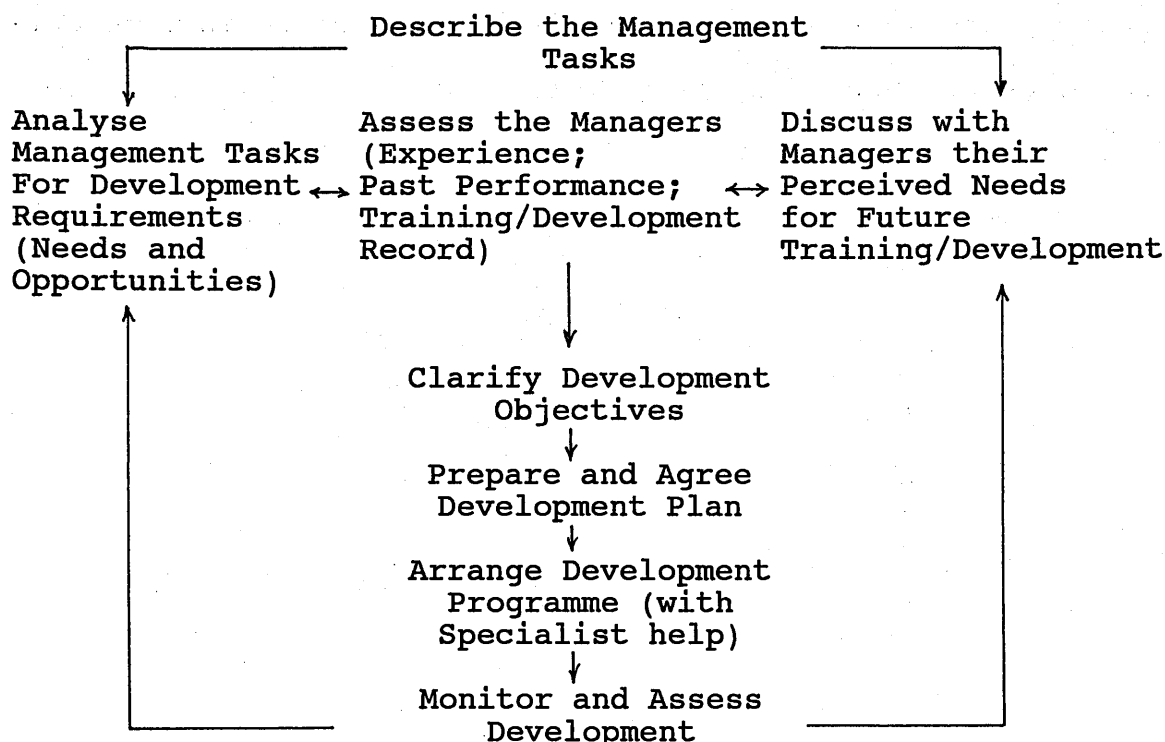 Describe the Management
Tasks
Analyse
Management Tasks
For Development
Requirements
(Needs and
Opportunities)
Assess the Managers
(Experience;
Past Performance;
Training/Development
Record)
Discuss with
Managers their
Perceived Needs
for Future
Training/Development
Clarify Development
Objectives
Prepare and Agree
Development Plan
Arrange Development
Programme (with
Specialist help)
Monitor and Assess
Development